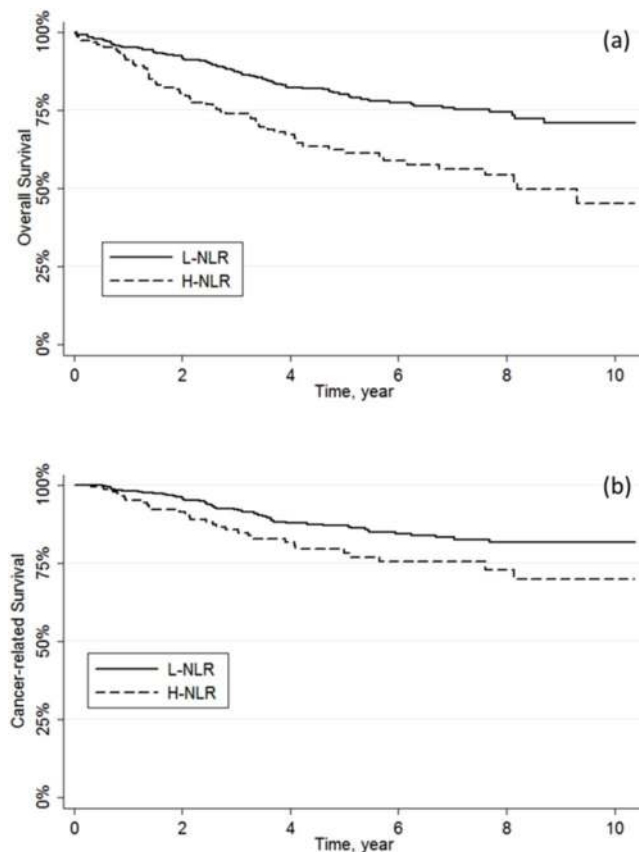 (a)
Overall Survival
100%
75%
50%
25%
0%
L-NLR
H-NLR
0 2 4 6 8 10
Time, year
(b)
Cancer-related Survival
100%
75%
50%
25%
0%
L-NLR
H-NLR
0 2 4 6 8 10
Time, year